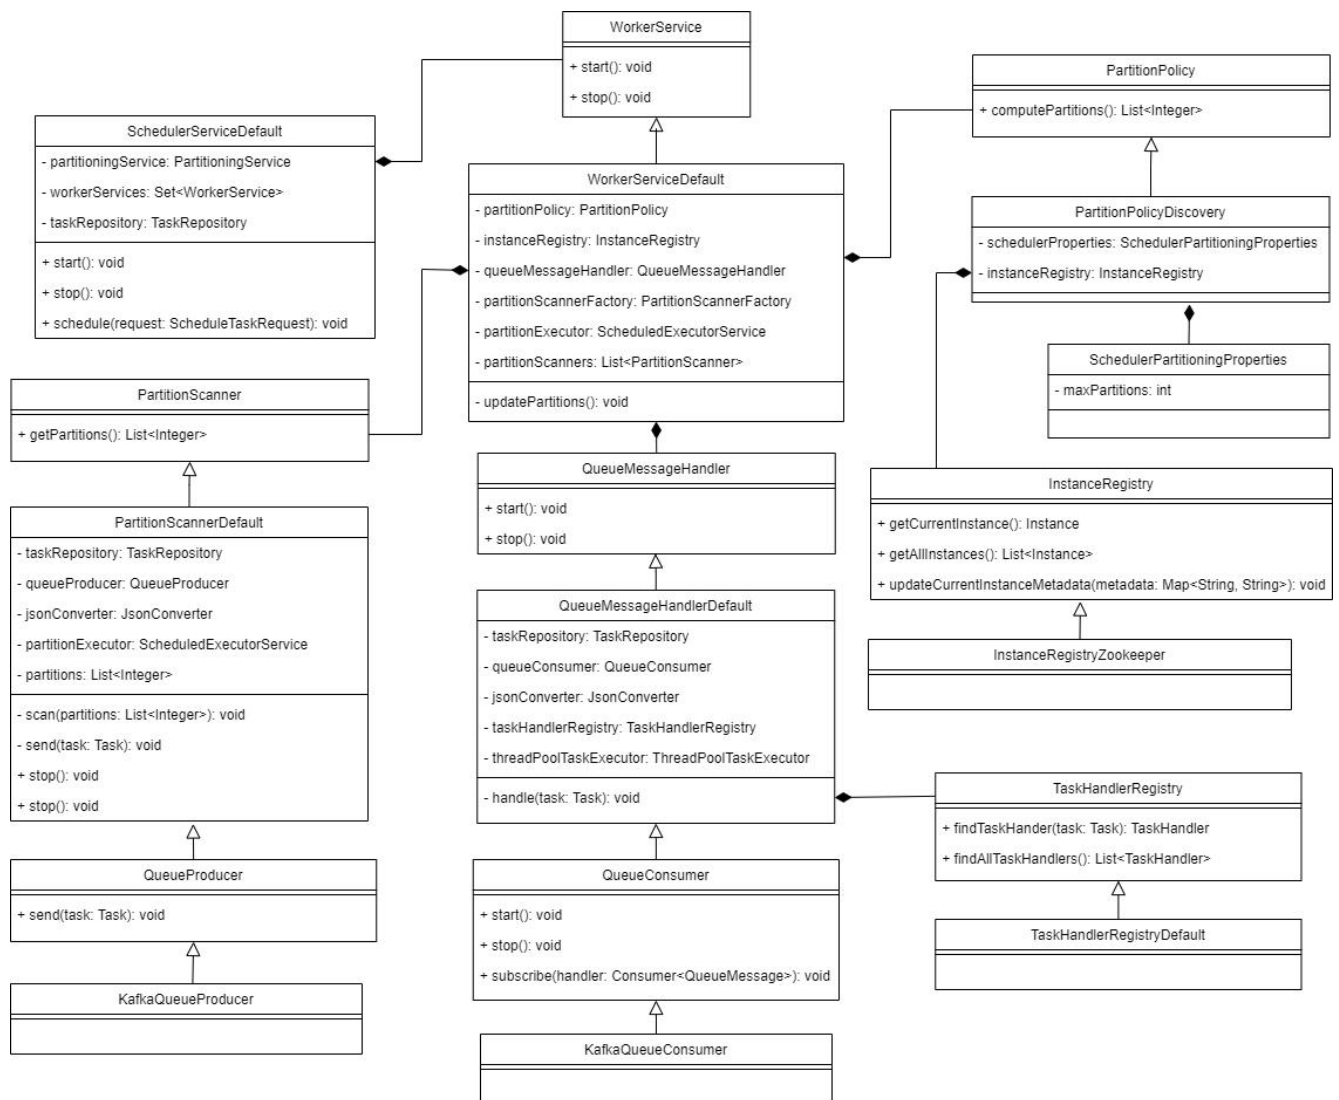 WorkerService
+ start(): void
+ stop(): void
PartitionPolicy
+ computePartitions(): List<Integer>
SchedulerServiceDefault
- partitioningService: PartitioningService
- workerServices: Set<WorkerService>
- taskRepository: TaskRepository
+ start(): void
+ stop(): void
+ schedule(request: ScheduleTaskRequest): void
WorkerServiceDefault
- partitionPolicy: PartitionPolicy
- instanceRegistry: InstanceRegistry
- queueMessageHandler: QueueMessageHandler
- partitionScannerFactory: PartitionScannerFactory
- partitionExecutor: ScheduledExecutorService
- partitionScanners: List<PartitionScanner>
- updatePartitions(): void
PartitionPolicyDiscovery
- schedulerProperties: SchedulerPartitioningProperties
- instanceRegistry: InstanceRegistry
SchedulerPartitioningProperties
- maxPartitions: int
PartitionScanner
+ getPartitions(): List<Integer>
QueueMessageHandler
+ start(): void
+ stop(): void
InstanceRegistry
+ getCurrentInstance(): Instance
+ getAllInstances(): List<Instance>
+ updateCurrentInstanceMetadata(metadata: Map<String, String>): void
PartitionScannerDefault
- taskRepository: TaskRepository
- queueProducer: QueueProducer
- jsonConverter: JsonConverter
- partitionExecutor: ScheduledExecutorService
- partitions: List<Integer>
- scan(partitions: List<Integer>): void
- send(task: Task): void
+ stop(): void
+ stop(): void
QueueMessageHandlerDefault
- taskRepository: TaskRepository
- queueConsumer: QueueConsumer
- jsonConverter: JsonConverter
- taskHandlerRegistry: TaskHandlerRegistry
- threadPoolTaskExecutor: ThreadPoolTaskExecutor
- handle(task: Task): void
InstanceRegistryZookeeper
TaskHandlerRegistry
+ findTaskHander(task: Task): TaskHandler
+ findAllTaskHandlers(): List<TaskHandler>
QueueProducer
+ send(task: Task): void
QueueConsumer
+ start(): void
+ stop(): void
+ subscribe(handler: Consumer<QueueMessage>): void
TaskHandlerRegistryDefault
KafkaQueueProducer
KafkaQueueConsumer